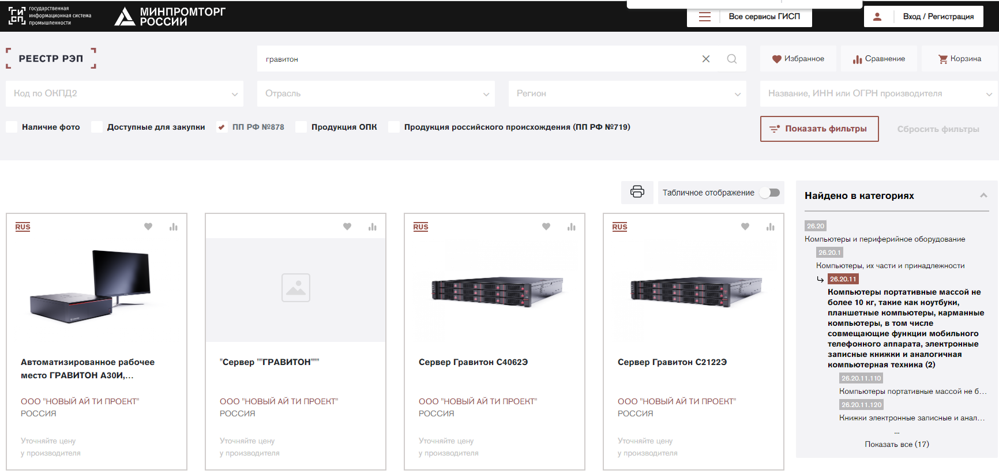 государственная
информационная система
промышленности
ГИСП
МИНПРОМТОРГ
РОССИИ
Все сервисы ГИСП
Вход / Регистрация
РЕЕСТР РЭП
гравитон
Избранное
Сравнение
Корзина
Код по ОКПД2
Отрасль
Регион
Название, ИНН или ОГРН производителя
Наличие фото
Доступные для закупки
ПП РФ №878
Продукция ОПК
Продукция российского происхождения (ПП РФ №719)
Показать фильтры
Сбросить фильтры
Табличное отображение
RUS
Автоматизированное рабочее
место ГРАВИТОН А30И,...
ООО "НОВЫЙ АЙ ТИ ПРОЕКТ"
РОССИЯ
Уточняйте цену
у производителя
"Сервер ""ГРАВИТОН"""
ООО "НОВЫЙ АЙ ТИ ПРОЕКТ"
РОССИЯ
Уточняйте цену
у производителя
RUS
Сервер Гравитон С4062Э
ООО "НОВЫЙ АЙ ТИ ПРОЕКТ"
РОССИЯ
Уточняйте цену
у производителя
RUS
Сервер Гравитон С2122Э
ООО "НОВЫЙ АЙ ТИ ПРОЕКТ"
РОССИЯ
Уточняйте цену
у производителя
Найдено в категориях
26.20
Компьютеры и периферийное оборудование
26.20.1
Компьютеры, их части и принадлежности
26.20.11
Компьютеры портативные массой не
более 10 кг, такие как ноутбуки,
планшетные компьютеры, карманные
компьютеры, в том числе
совмещающие функции мобильного
телефонного аппарата, электронные
записные книжки и аналогичная
компьютерная техника (2)
26.20.11.110
Компьютеры портативные массой не б...
26.20.11.120
Книжки электронные записные и анал...
...
Показать все (17)